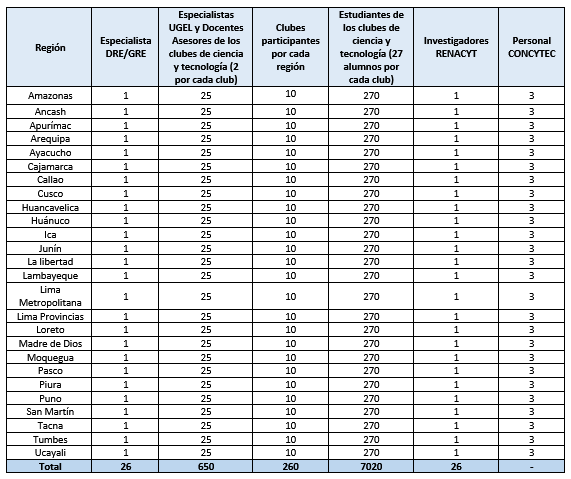 Región | Especialista DRE/GRE | Especialistas UGEL y Docentes Asesores de los clubes de ciencia y tecnología (2 por cada club) | Clubes participantes por cada región | Estudiantes de los clubes de ciencia y tecnología (27 alumnos por cada club) | Investigadores RENACYT | Personal CONCYTEC
Amazonas 1 25 10 270 1 3
Ancash 1 25 10 270 1 3
Apurímac 1 25 10 270 1 3
Arequipa 1 25 10 270 1 3
Ayacucho 1 25 10 270 1 3
Cajamarca 1 25 10 270 1 3
Callao 1 25 10 270 1 3
Cusco 1 25 10 270 1 3
Huancavelica 1 25 10 270 1 3
Huánuco 1 25 10 270 1 3
Ica 1 25 10 270 1 3
Junín 1 25 10 270 1 3
La libertad 1 25 10 270 1 3
Lambayeque 1 25 10 270 1 3
Lima Metropolitana 1 25 10 270 1 3
Lima Provincias 1 25 10 270 1 3
Loreto 1 25 10 270 1 3
Madre de Dios 1 25 10 270 1 3
Moquegua 1 25 10 270 1 3
Pasco 1 25 10 270 1 3
Piura 1 25 10 270 1 3
Puno 1 25 10 270 1 3
San Martín 1 25 10 270 1 3
Tacna 1 25 10 270 1 3
Tumbes 1 25 10 270 1 3
Ucayali 1 25 10 270 1 3
Total 26 650 260 7020 26 -